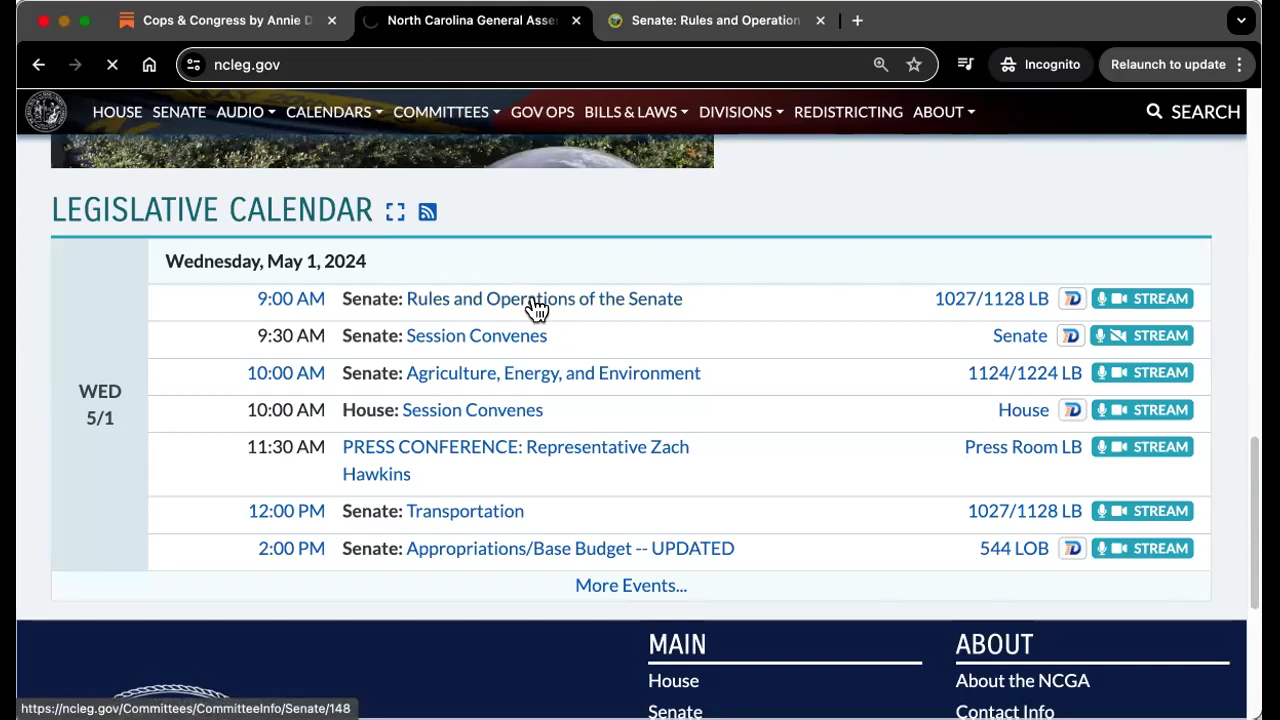 Cops & Congress by Annie D
North Carolina General Asse
Senate: Rules and Operation
ncleg.gov
Incognito
Relaunch to update
HOUSE SENATE AUDIO CALENDARS COMMITTEES GOV OPS BILLS & LAWS DIVISIONS REDISTRICTING ABOUT SEARCH
LEGISLATIVE CALENDAR
Wednesday, May 1, 2024
WED
5/1
9:00 AM Senate: Rules and Operations of the Senate 1027/1128 LB STREAM
9:30 AM Senate: Session Convenes Senate STREAM
10:00 AM Senate: Agriculture, Energy, and Environment 1124/1224 LB STREAM
10:00 AM House: Session Convenes House STREAM
11:30 AM PRESS CONFERENCE: Representative Zach Press Room LB STREAM
Hawkins
12:00 PM Senate: Transportation 1027/1128 LB STREAM
2:00 PM Senate: Appropriations/Base Budget -- UPDATED 544 LOB STREAM
More Events...
MAIN
House
Senate
ABOUT
About the NCGA
Contact Info
https://ncleg.gov/Committees/CommitteeInfo/Senate/148